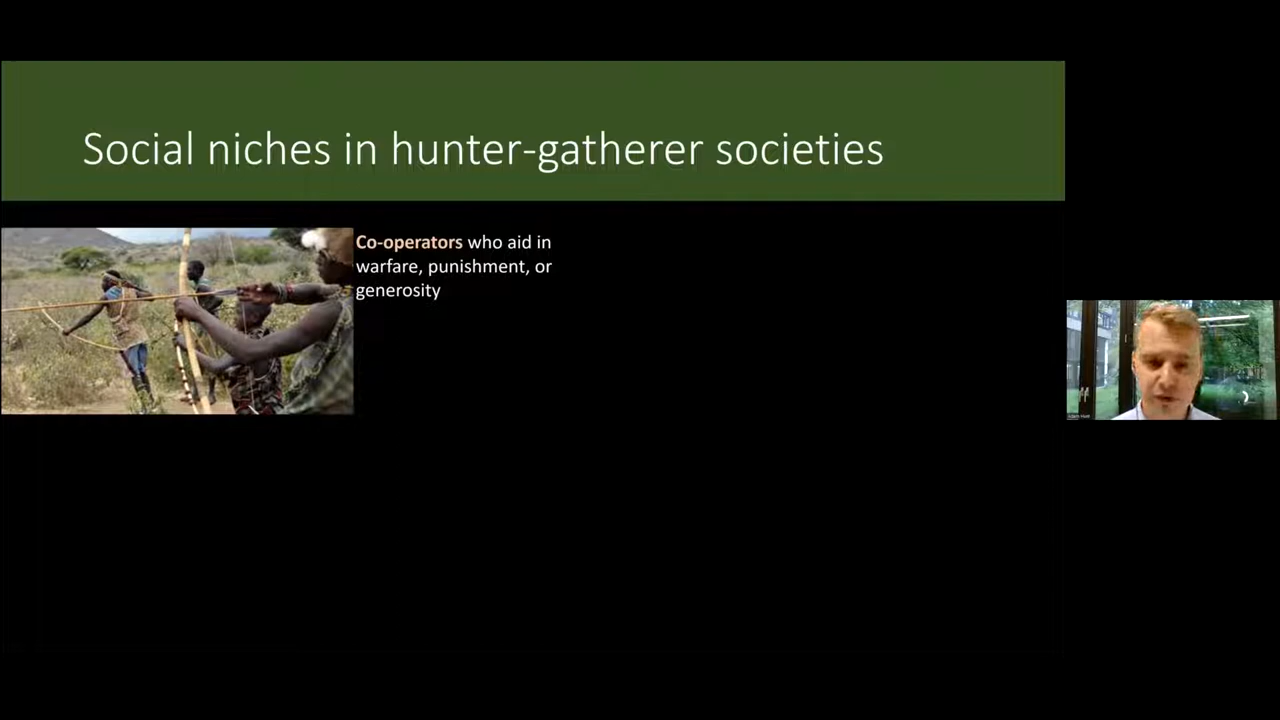 Social niches in hunter-gatherer societies
Co-operators who aid in
warfare, punishment, or
generosity